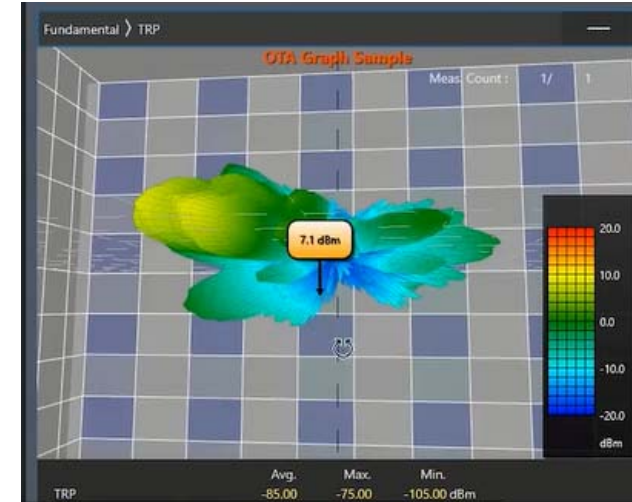 Fundamental 〉 TRP
OTA Graph Sample
Meas. Count : 1/ 1
7.1 dBm
20.0
10.0
0.0
-10.0
-20.0
dBm
Avg. Max. Min.
TRP -85.00 -75.00 -105.00 dBm